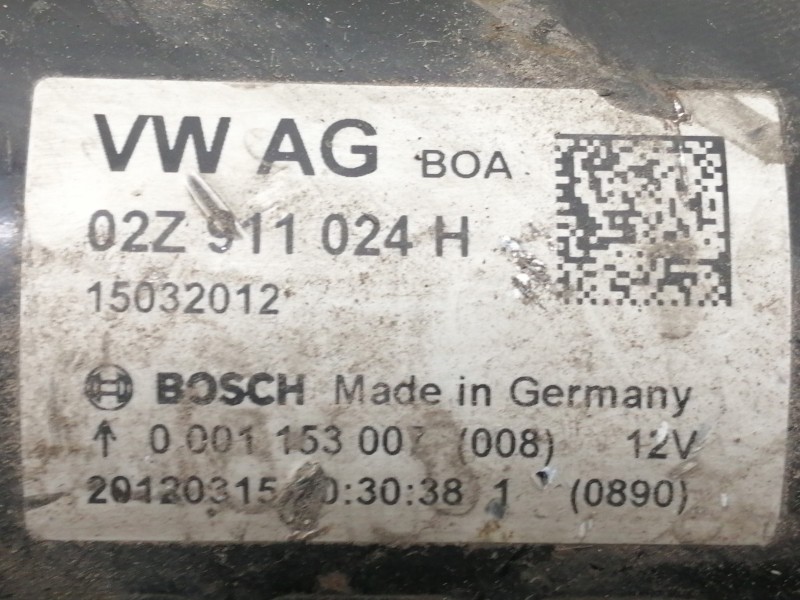 VW AG BOA
02Z 911 024 H
15032012
BOSCH Made in Germany
↑ 0 001 153 007 (008) 12V
20120315 0:30:38 1 (0890)